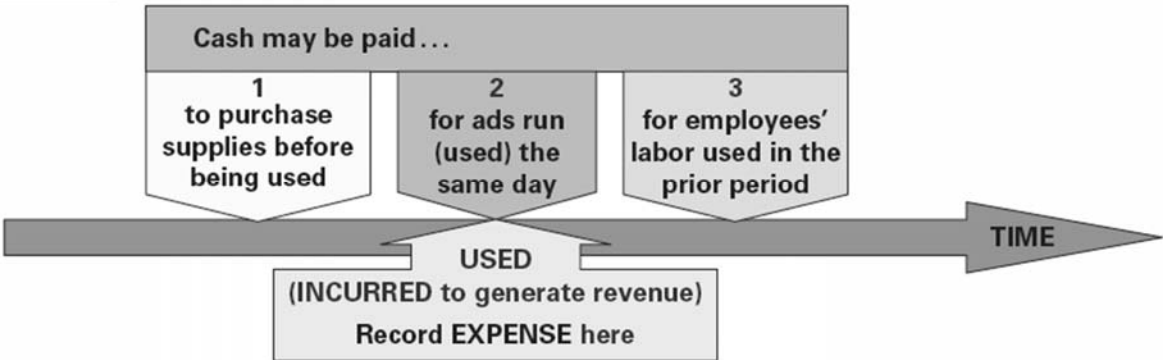 Cash may be paid...
1
to purchase
supplies before
being used
2
for ads run
(used) the
same day
3
for employees'
labor used in the
prior period
TIME
USED
(INCURRED to generate revenue)
Record EXPENSE here